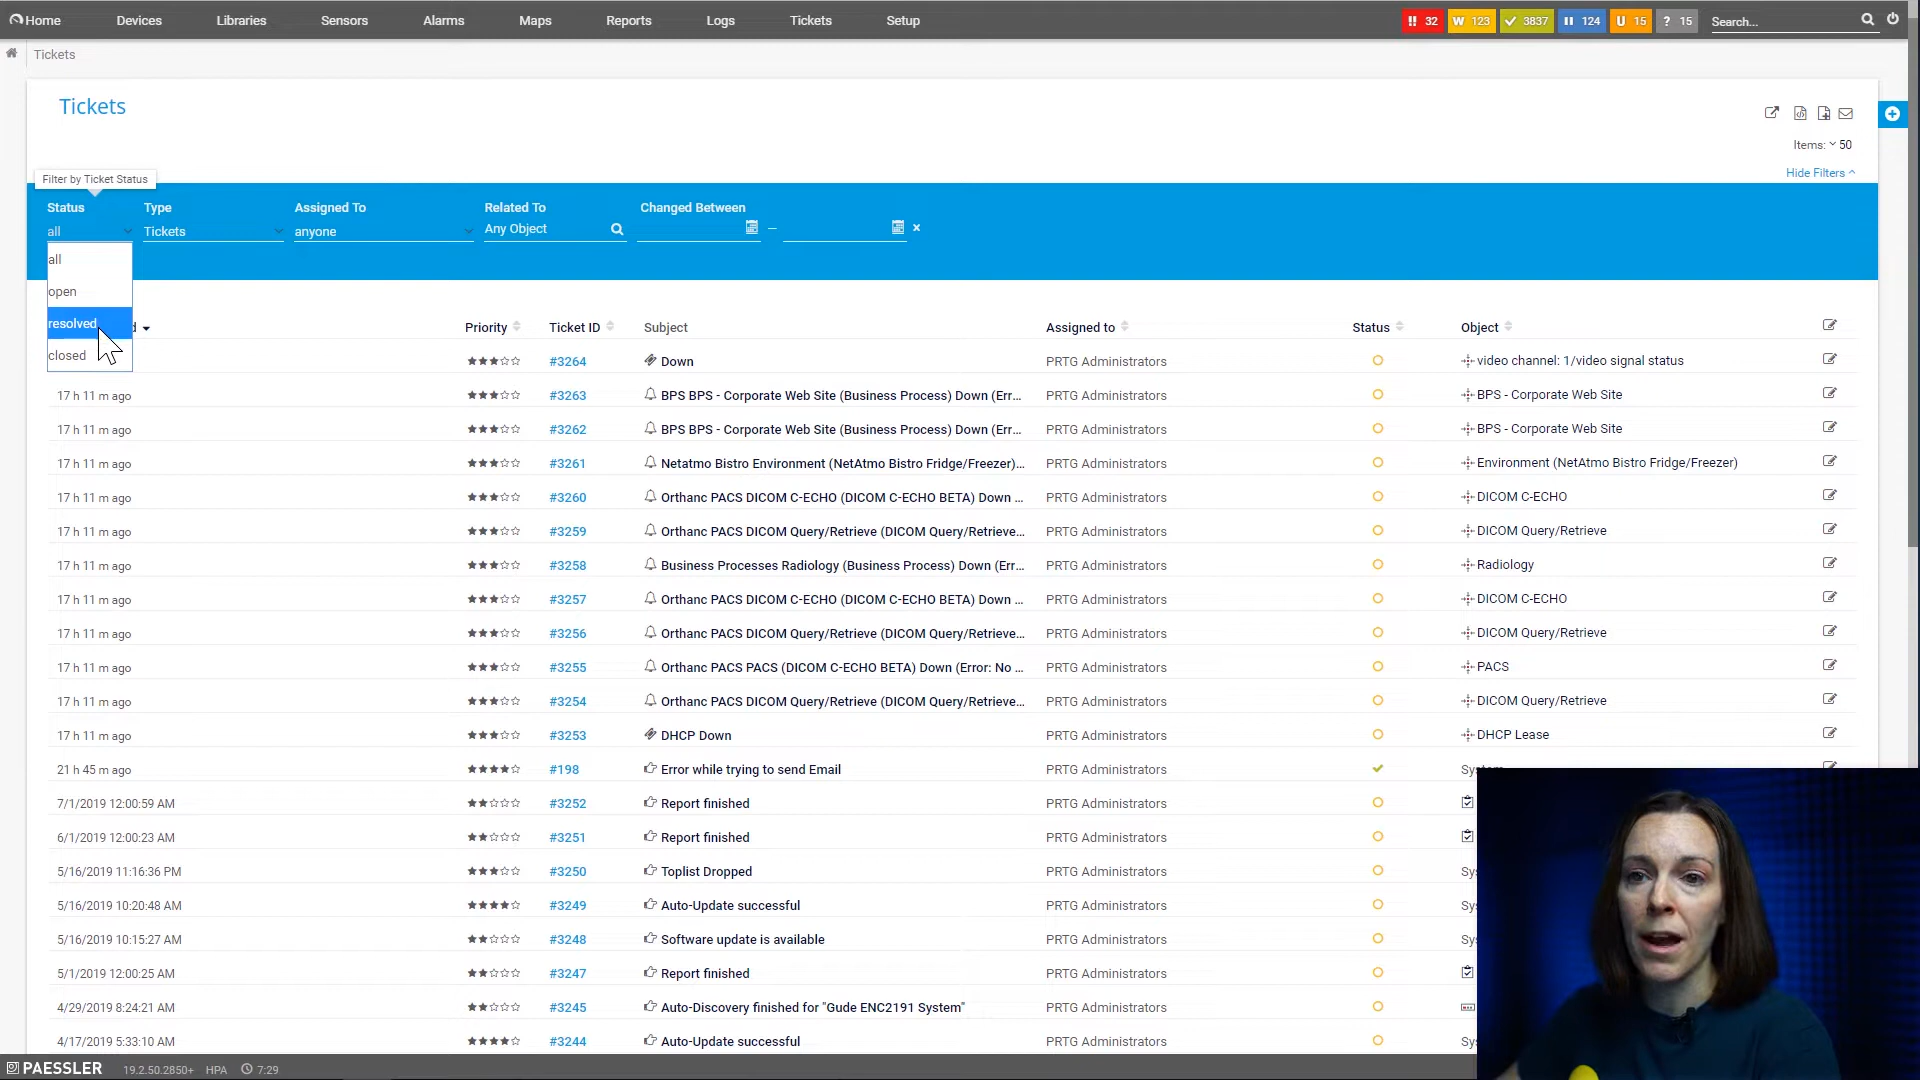 Home Devices Libraries Sensors Alarms Maps Reports Logs Tickets Setup !! 32 W 123 3837 124 U 15 ? 15 Search...
Tickets
Tickets
Items: 50
Hide Filters
Filter by Ticket Status
Status Type Assigned To Related To Changed Between
all Tickets anyone Any Object –
all
open
resolved
closed
d Priority Ticket ID Subject Assigned to Status Object
#3264 Down PRTG Administrators video channel: 1/video signal status
17 h 11 m ago #3263 BPS BPS - Corporate Web Site (Business Process) Down (Err... PRTG Administrators BPS - Corporate Web Site
17 h 11 m ago #3262 BPS BPS - Corporate Web Site (Business Process) Down (Err... PRTG Administrators BPS - Corporate Web Site
17 h 11 m ago #3261 Netatmo Bistro Environment (NetAtmo Bistro Fridge/Freezer)... PRTG Administrators Environment (NetAtmo Bistro Fridge/Freezer)
17 h 11 m ago #3260 Orthanc PACS DICOM C-ECHO (DICOM C-ECHO BETA) Down ... PRTG Administrators DICOM C-ECHO
17 h 11 m ago #3259 Orthanc PACS DICOM Query/Retrieve (DICOM Query/Retrieve... PRTG Administrators DICOM Query/Retrieve
17 h 11 m ago #3258 Business Processes Radiology (Business Process) Down (Err... PRTG Administrators Radiology
17 h 11 m ago #3257 Orthanc PACS DICOM C-ECHO (DICOM C-ECHO BETA) Down ... PRTG Administrators DICOM C-ECHO
17 h 11 m ago #3256 Orthanc PACS DICOM Query/Retrieve (DICOM Query/Retrieve... PRTG Administrators DICOM Query/Retrieve
17 h 11 m ago #3255 Orthanc PACS PACS (DICOM C-ECHO BETA) Down (Error: No ... PRTG Administrators PACS
17 h 11 m ago #3254 Orthanc PACS DICOM Query/Retrieve (DICOM Query/Retrieve... PRTG Administrators DICOM Query/Retrieve
17 h 11 m ago #3253 DHCP Down PRTG Administrators DHCP Lease
21 h 45 m ago #198 Error while trying to send Email PRTG Administrators System
7/1/2019 12:00:59 AM #3252 Report finished PRTG Administrators
6/1/2019 12:00:23 AM #3251 Report finished PRTG Administrators
5/16/2019 11:16:36 PM #3250 Toplist Dropped PRTG Administrators Sy
5/16/2019 10:20:48 AM #3249 Auto-Update successful PRTG Administrators Sy
5/16/2019 10:15:27 AM #3248 Software update is available PRTG Administrators Sy
5/1/2019 12:00:25 AM #3247 Report finished PRTG Administrators
4/29/2019 8:24:21 AM #3245 Auto-Discovery finished for "Gude ENC2191 System" PRTG Administrators
4/17/2019 5:33:10 AM #3244 Auto-Update successful PRTG Administrators Sy
PAESSLER 19.2.50.2850+ HPA 7:29